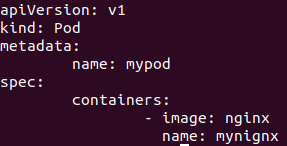 apiVersion: v1
kind: Pod
metadata:
        name: mypod
spec:
        containers:
                - image: nginx
                  name: mynignx